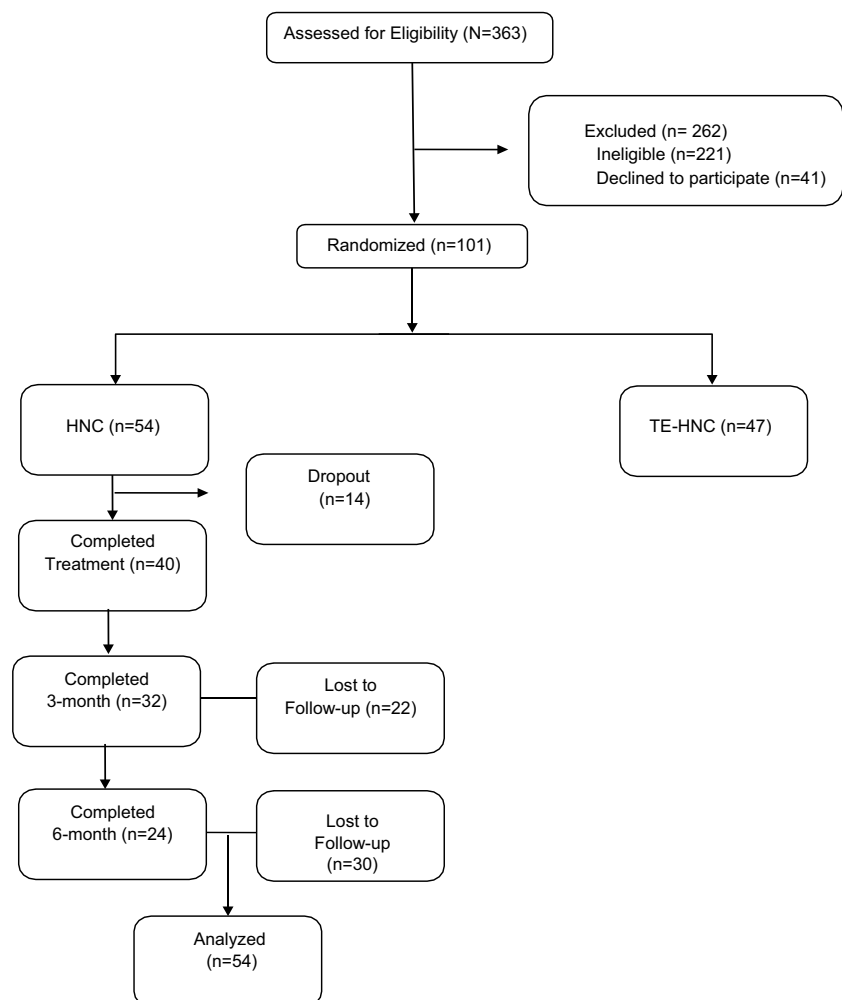 Assessed for Eligibility (N=363)
Excluded (n= 262)
Ineligible (n=221)
Declined to participate (n=41)
Randomized (n=101)
HNC (n=54)
TE-HNC (n=47)
Dropout
(n=14)
Completed
Treatment (n=40)
Completed
3-month (n=32)
Lost to
Follow-up (n=22)
Completed
6-month (n=24)
Lost to
Follow-up
(n=30)
Analyzed
(n=54)